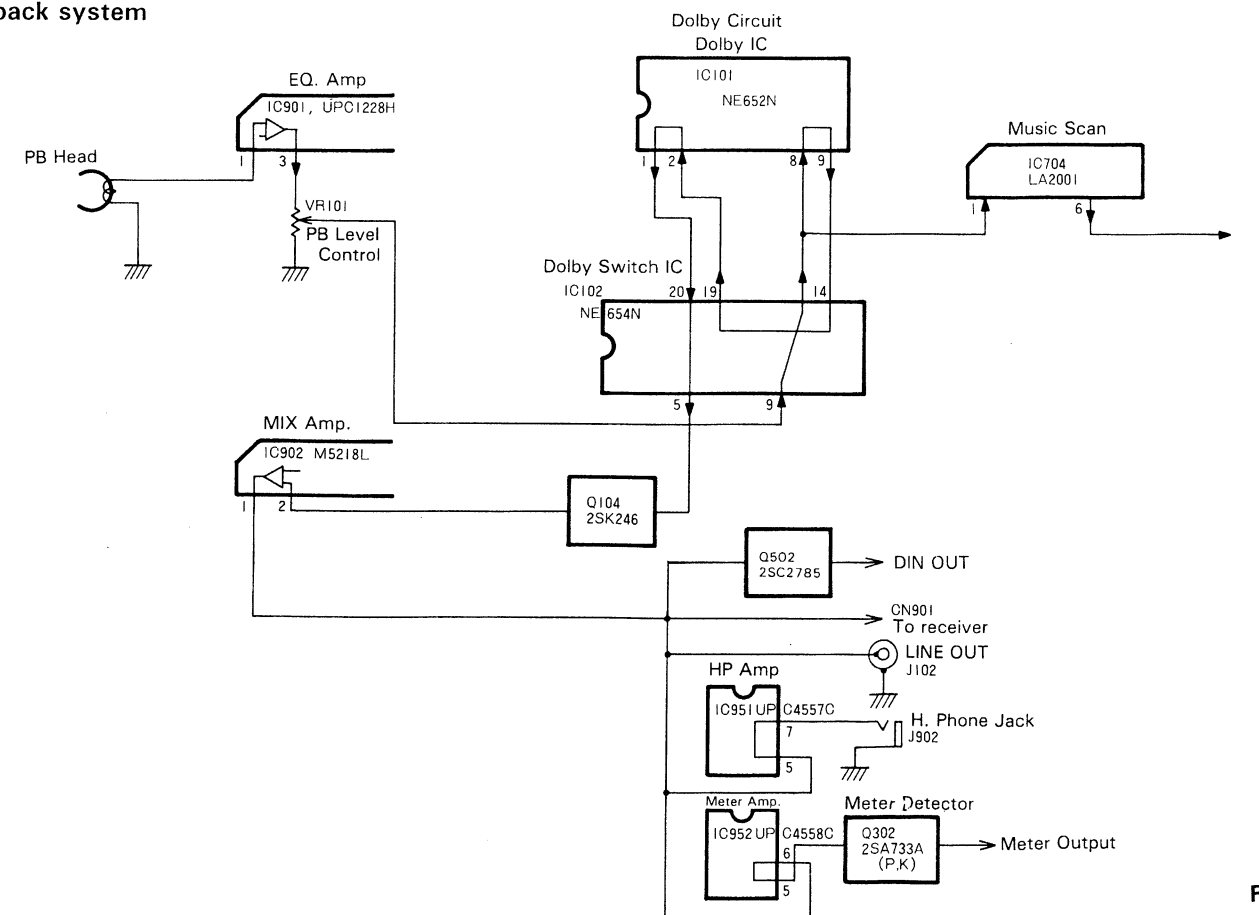 back system
Dolby Circuit
Dolby IC
IC101
NE652N
1
2
8
9
EQ. Amp
IC901, UPC1228H
1
3
PB Head
VR101
PB Level
Control
Music Scan
IC704
LA2001
1
6
Dolby Switch IC
IC102
20
19
14
NE654N
5
9
MIX Amp.
IC902 M5218L
1
2
Q104
2SK246
Q502
2SC2785
DIN OUT
CN901
To receiver
LINE OUT
J102
HP Amp
IC951 UP C4557C
7
5
H. Phone Jack
J902
Meter Amp.
IC952 UP C4558C
6
5
Meter Detector
Q302
2SA733A
(P,K)
Meter Output
F